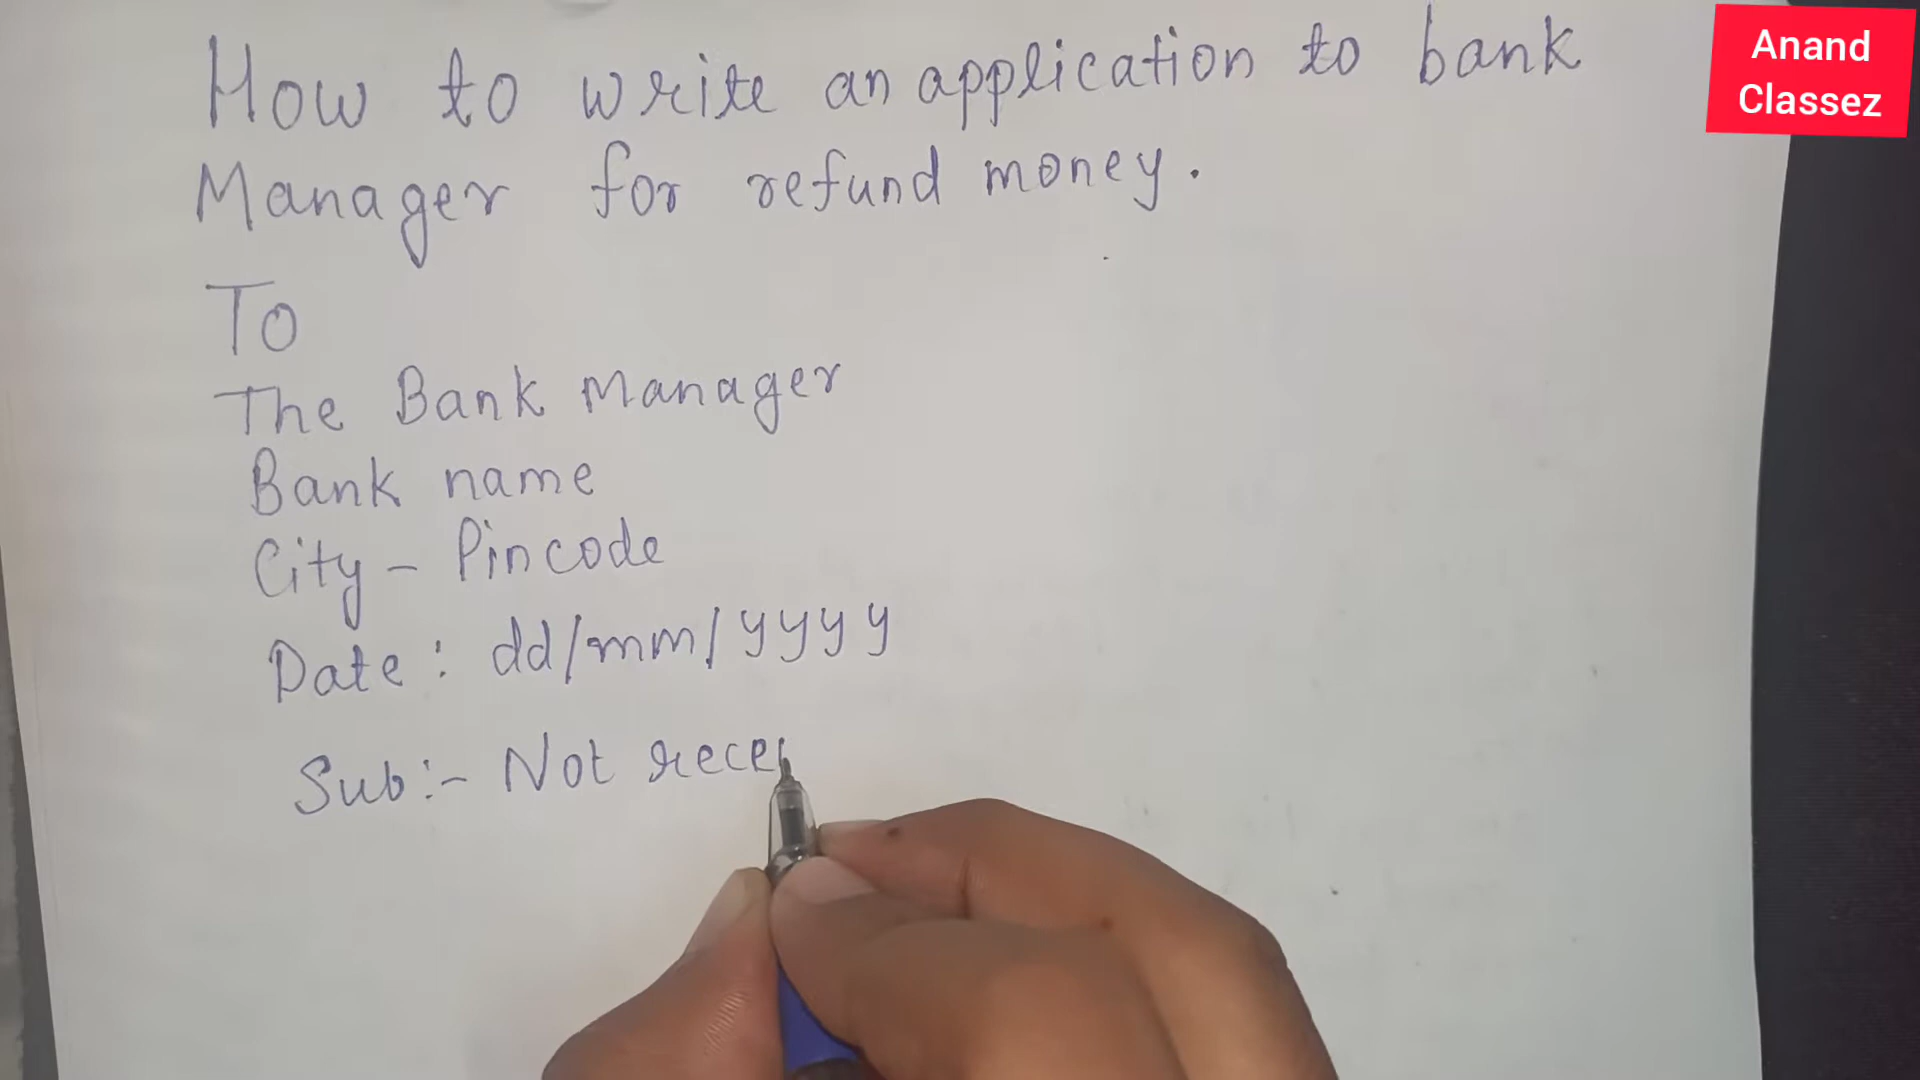 How to write an application to bank
Manager for refund money.
To
The Bank Manager
Bank name
City - Pincode
Date : dd/mm/yyyy
Sub:- Not recei
Anand
Classez